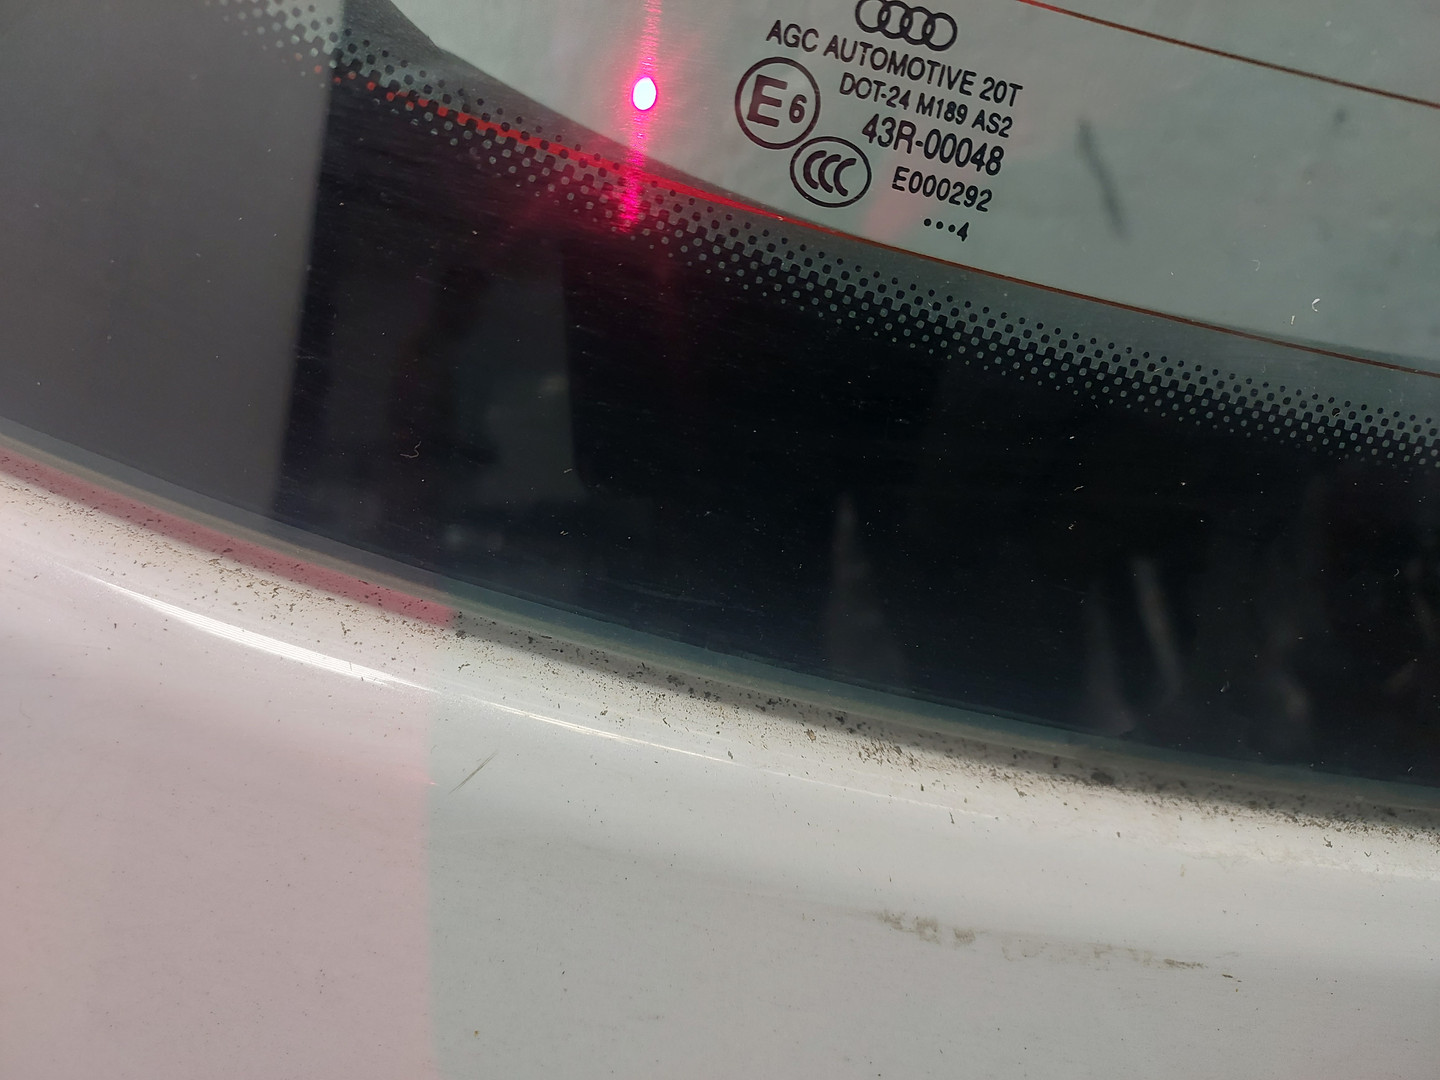 AGC AUTOMOTIVE 20T
DOT-24 M189 AS2
E6
43R-00048
CCC
E000292
•••4